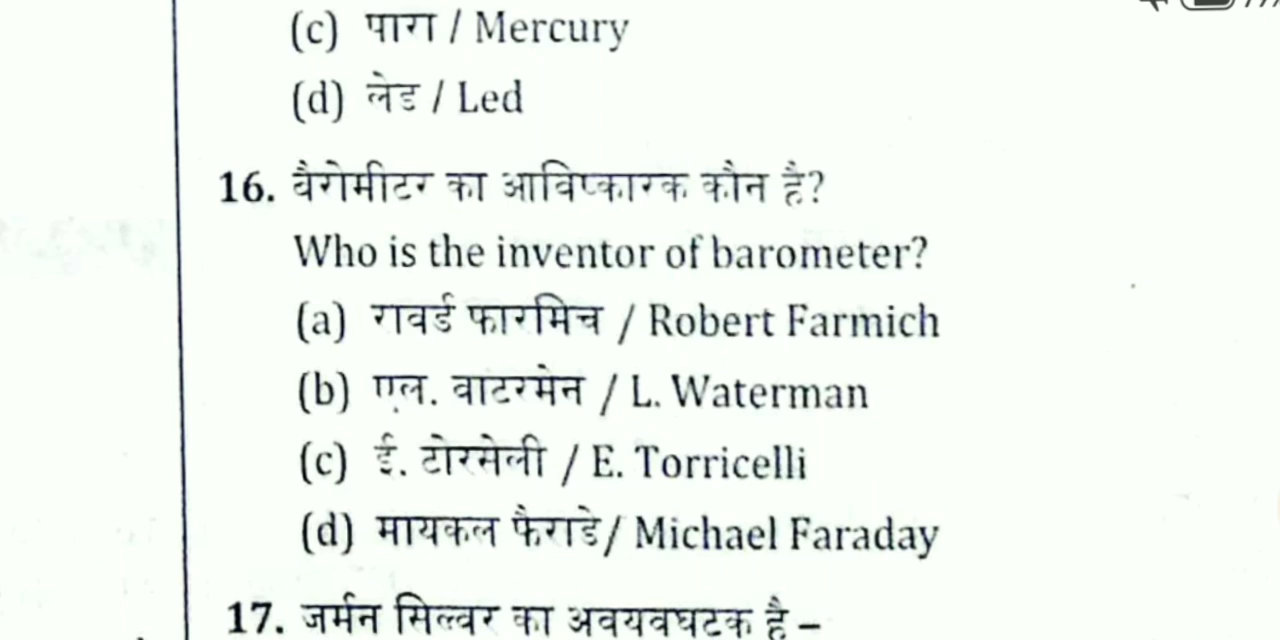 (c) पारा / Mercury
(d) लेड / Led
16. वैरोमीटर का आविष्कारक कौन है?
Who is the inventor of barometer?
(a) रावर्ड फारमिच / Robert Farmich
(b) एल. वाटरमेन / L. Waterman
(c) ई. टोरसेली / E. Torricelli
(d) मायकल फैराडे/ Michael Faraday
17. जर्मन सिल्वर का अवयवघटक है –